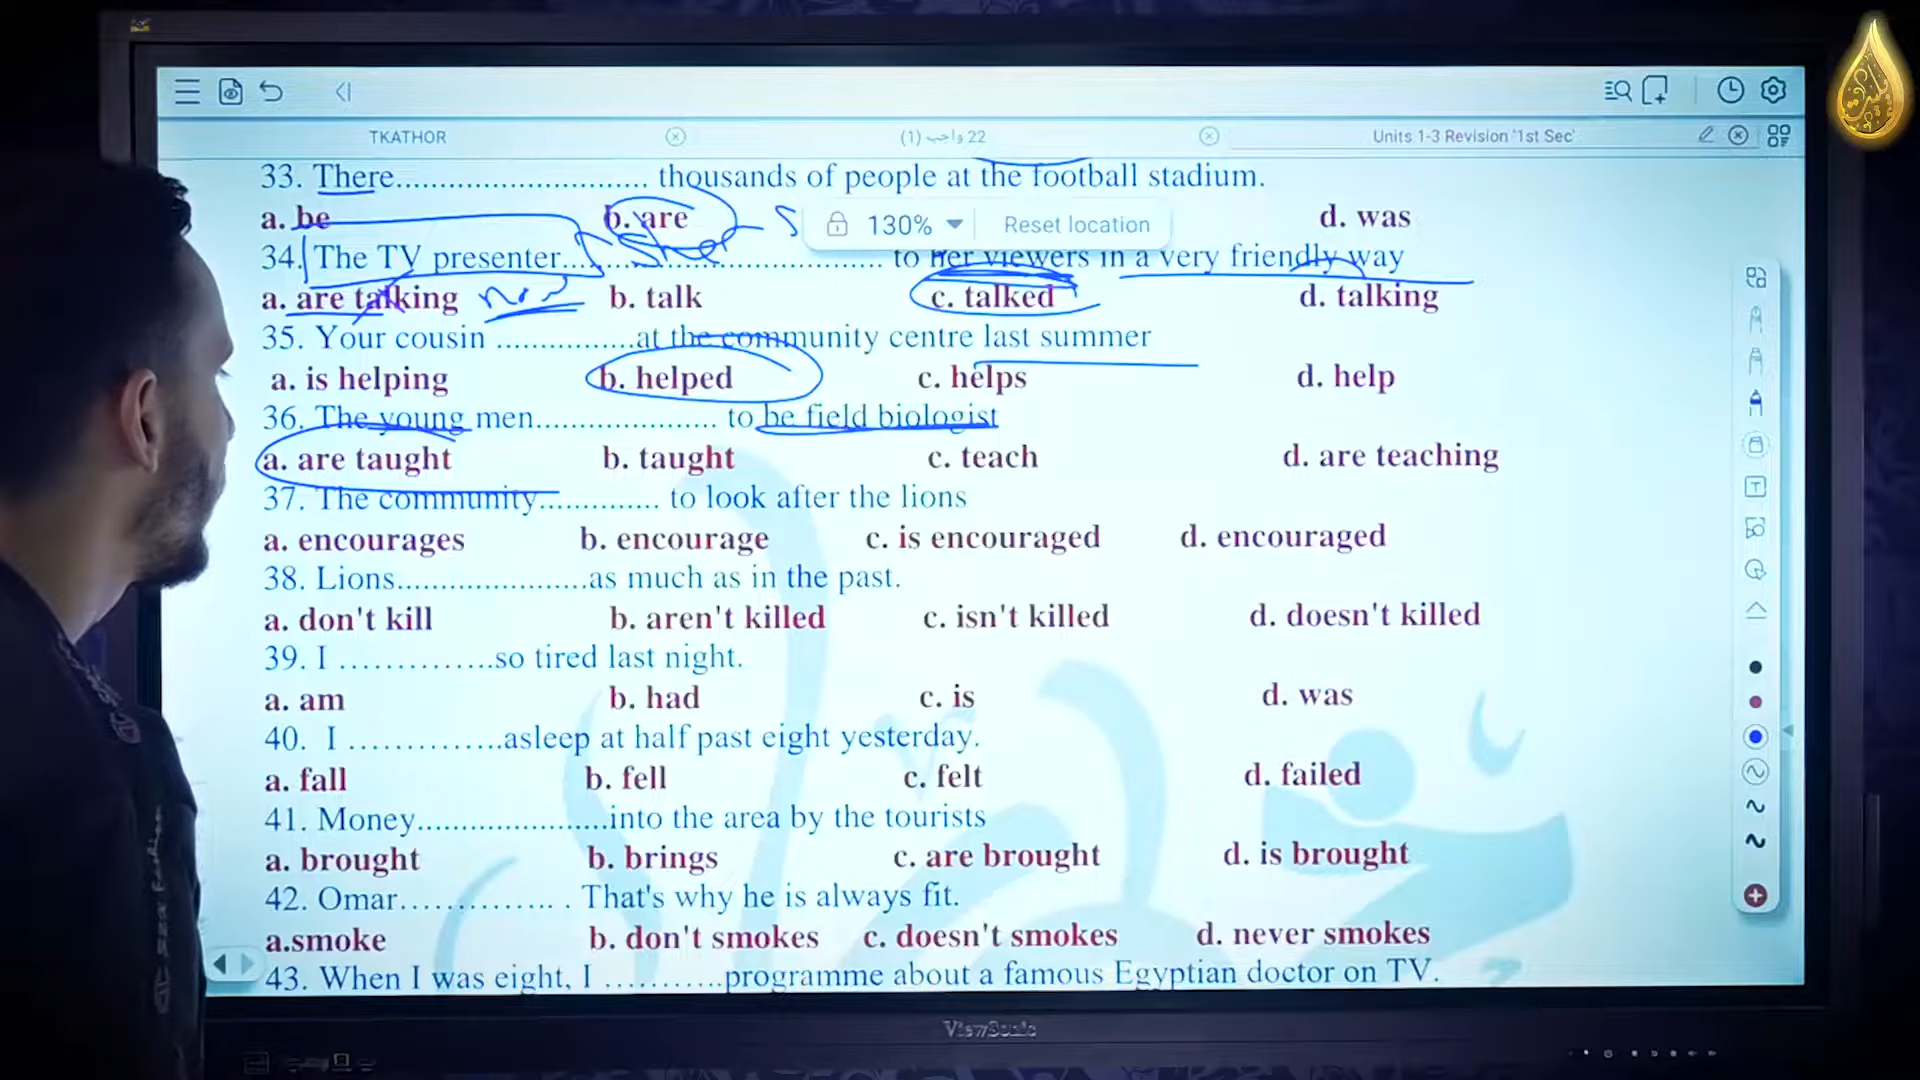 TKATHOR
22 واجب (1)
Units 1-3 Revision '1st Sec'
33. There............................ thousands of people at the football stadium.
a. be b. are d. was
130% Reset location
34. The TV presenter.................................... to her viewers in a very friendly way
a. are talking now b. talk c. talked d. talking
35. Your cousin ................at the community centre last summer
a. is helping b. helped c. helps d. help
36. The young men..................... to be field biologist
a. are taught b. taught c. teach d. are teaching
37. The community.............. to look after the lions
a. encourages b. encourage c. is encouraged d. encouraged
38. Lions......................as much as in the past.
a. don't kill b. aren't killed c. isn't killed d. doesn't killed
39. I ..............so tired last night.
a. am b. had c. is d. was
40. I ..............asleep at half past eight yesterday.
a. fall b. fell c. felt d. failed
41. Money......................into the area by the tourists
a. brought b. brings c. are brought d. is brought
42. Omar.............. . That's why he is always fit.
a.smoke b. don't smokes c. doesn't smokes d. never smokes
43. When I was eight, I ...........programme about a famous Egyptian doctor on TV.
ViewSonic